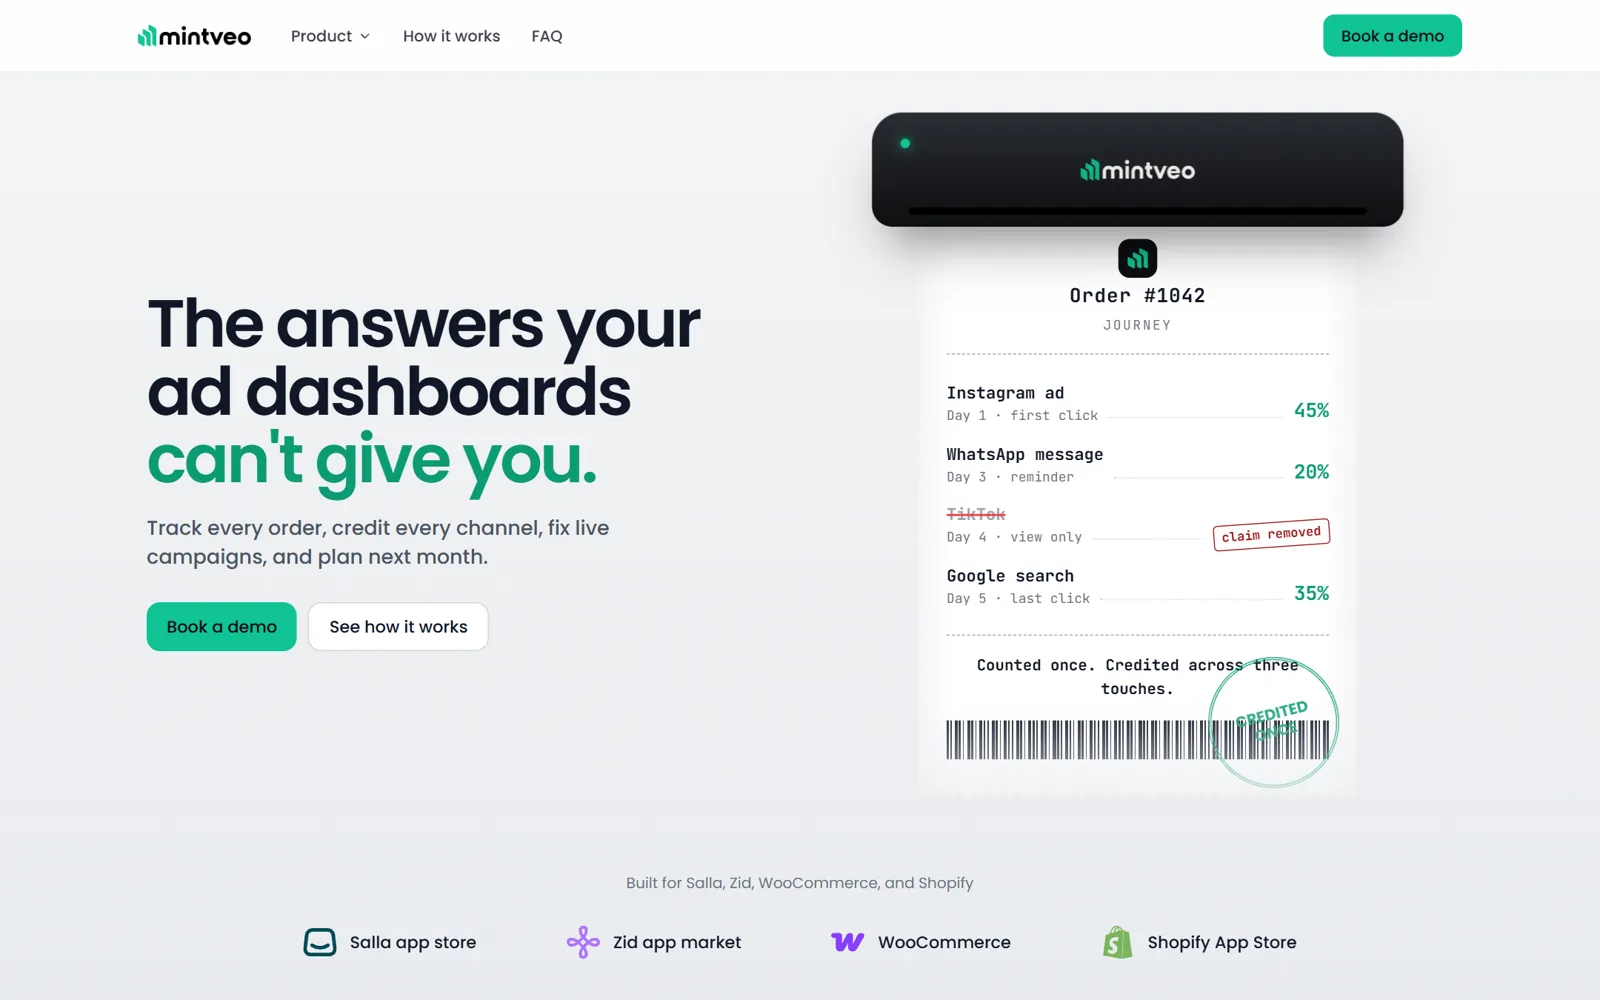 mintveo
Product
How it works
FAQ
Book a demo
The answers your
ad dashboards
can't give you.
Track every order, credit every channel, fix live
campaigns, and plan next month.
Book a demo
See how it works
mintveo
Order #1042
JOURNEY
Instagram ad
Day 1 · first click
45%
WhatsApp message
Day 3 · reminder
20%
TikTok
Day 4 · view only
claim removed
Google search
Day 5 · last click
35%
Counted once. Credited across three
touches.
CREDITED
ONCE
Built for Salla, Zid, WooCommerce, and Shopify
Salla app store
Zid app market
WooCommerce
Shopify App Store